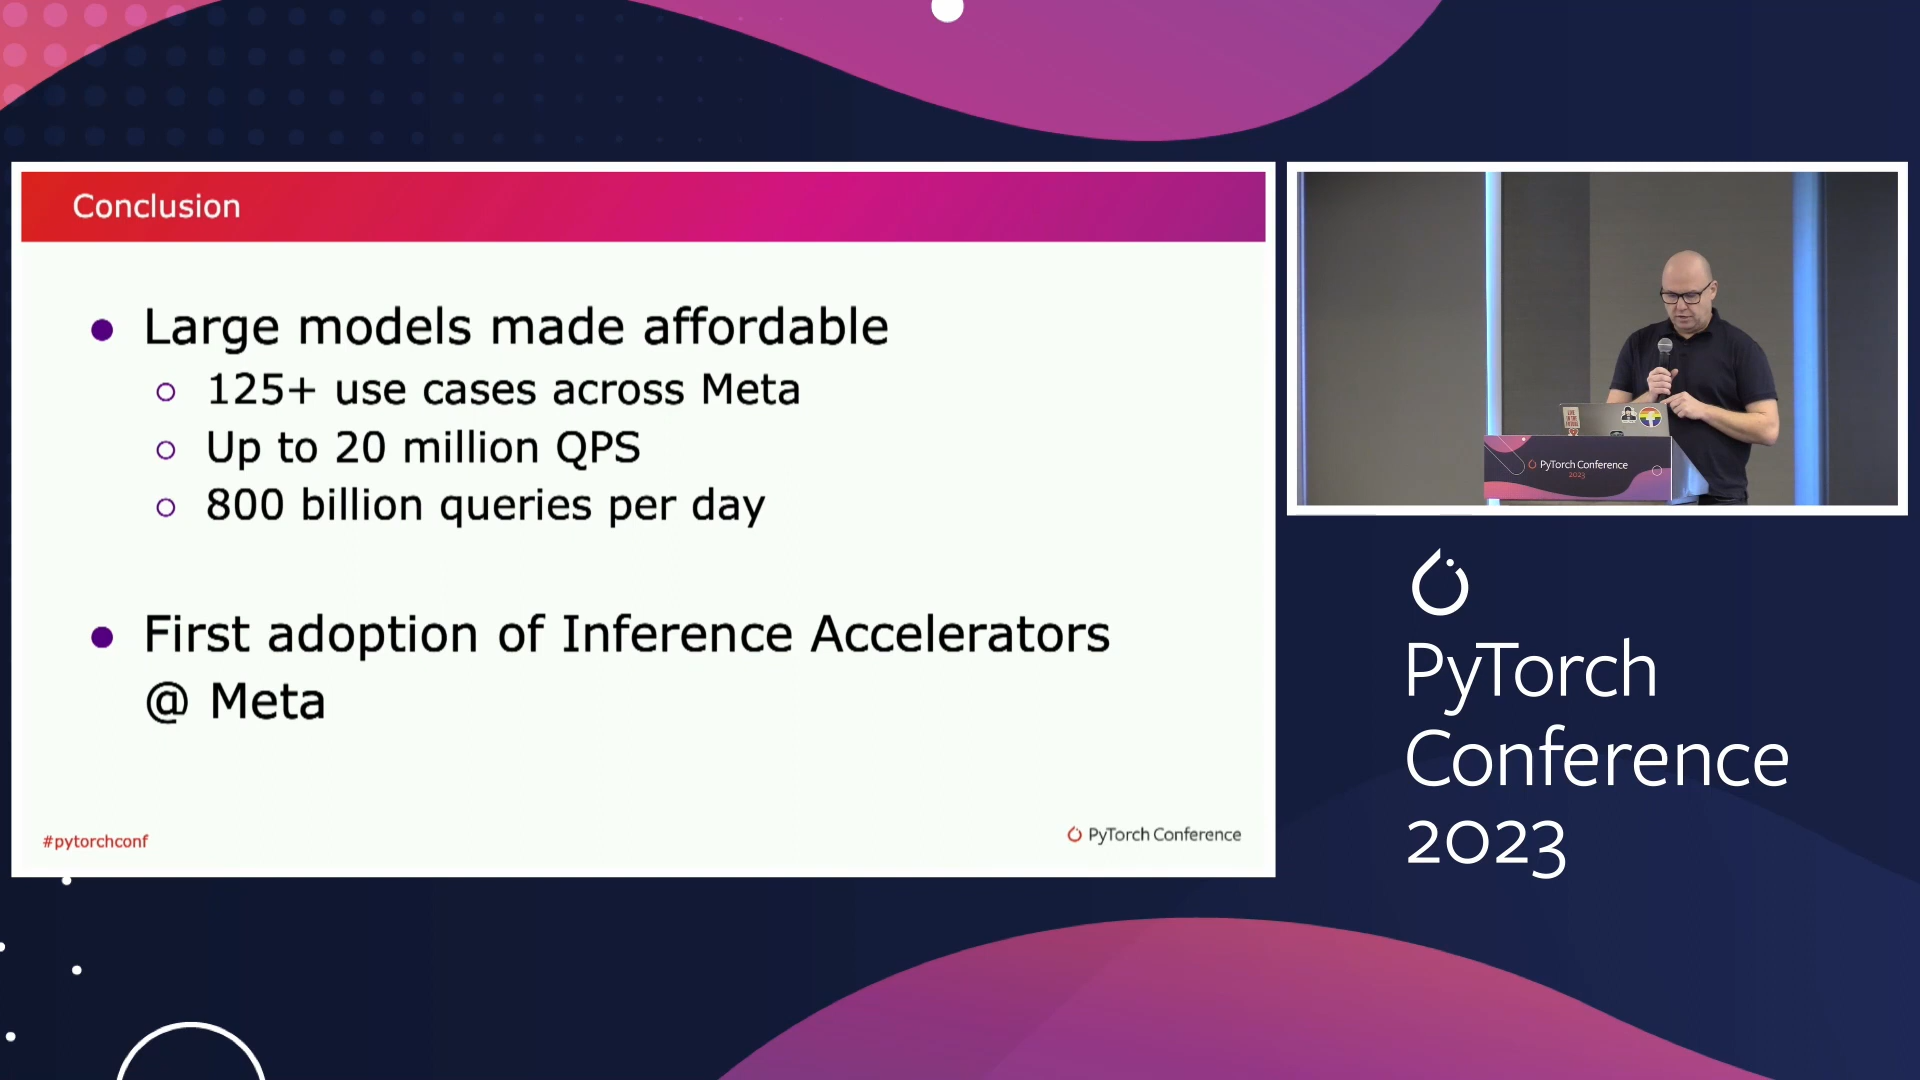 Conclusion
Large models made affordable
125+ use cases across Meta
Up to 20 million QPS
800 billion queries per day
First adoption of Inference Accelerators
@ Meta
#pytorchconf
PyTorch Conference
PyTorch Conference
2023
PyTorch
Conference
2023